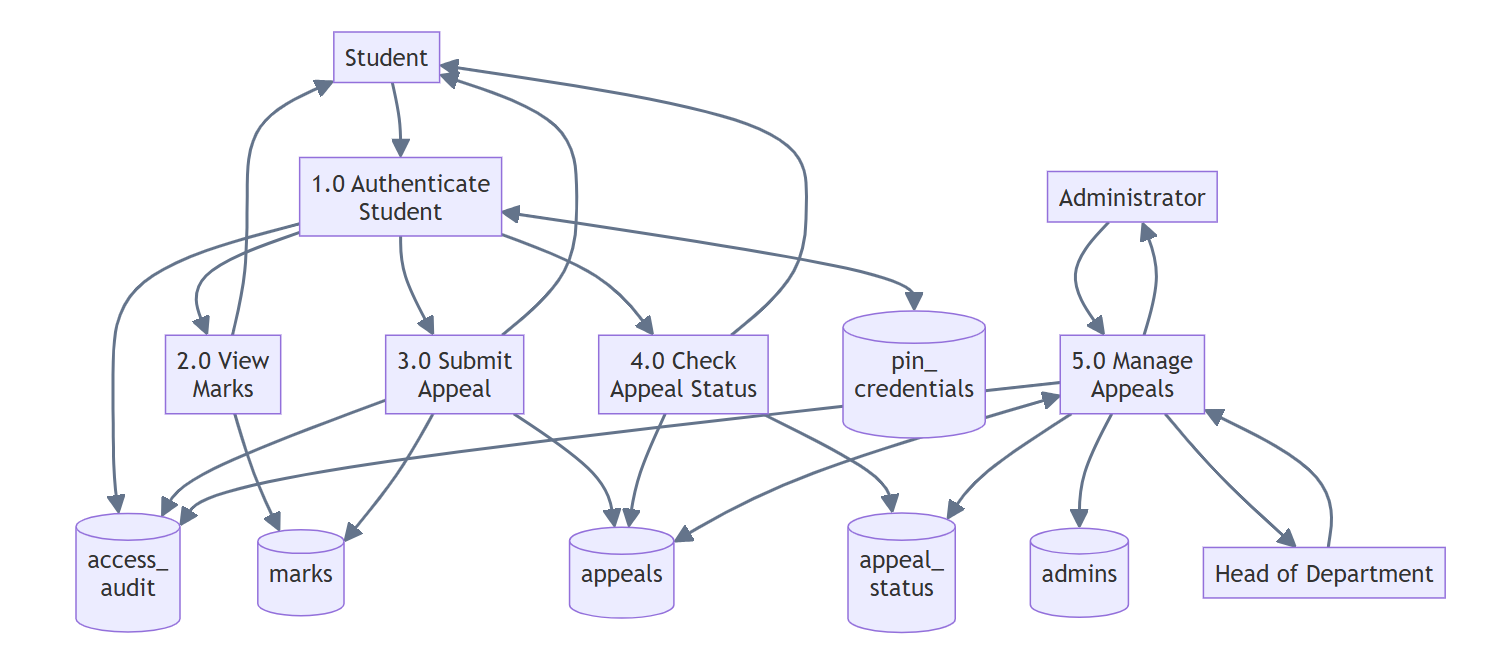 Student
1.0 Authenticate
Student
Administrator
2.0 View
Marks
3.0 Submit
Appeal
4.0 Check
Appeal Status
pin_
credentials
5.0 Manage
Appeals
access_
audit
marks
appeals
appeal_
status
admins
Head of Department